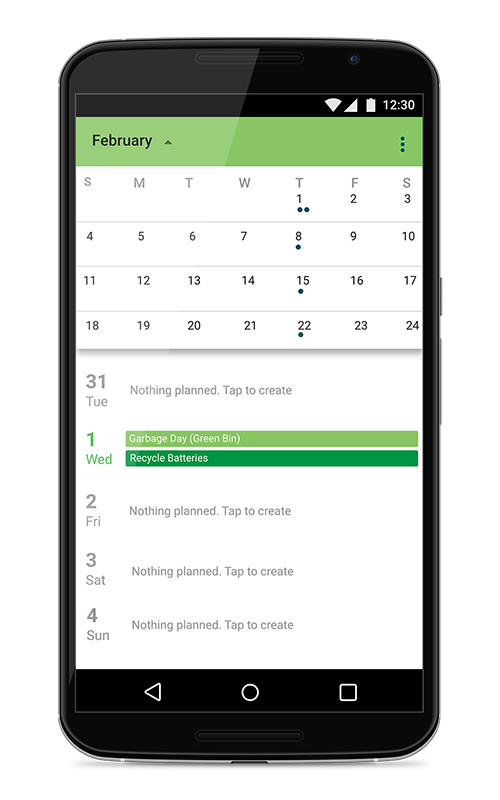 12:30
February
S M T W T F S
1 2 3
4 5 6 7 8 9 10
11 12 13 14 15 16 17
18 19 20 21 22 23 24
31 Nothing planned. Tap to create
Tue
1 Garbage Day (Green Bin)
Wed Recycle Batteries
2 Nothing planned. Tap to create
Fri
3 Nothing planned. Tap to create
Sat
4 Nothing planned. Tap to create
Sun